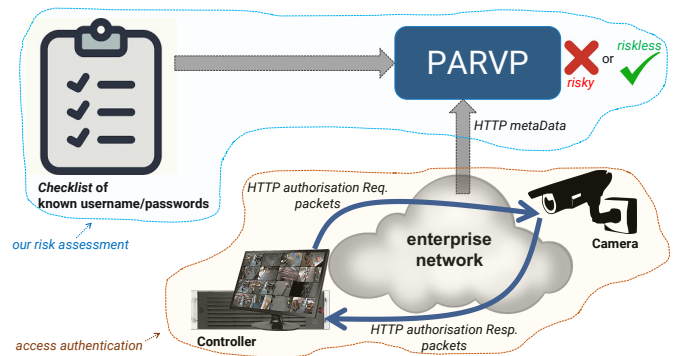 PARVP
or
riskless
risky
HTTP metaData
Checklist of
known username/passwords
our risk assessment
HTTP authorisation Req.
packets
enterprise
network
Camera
Controller
HTTP authorisation Resp.
packets
access authentication